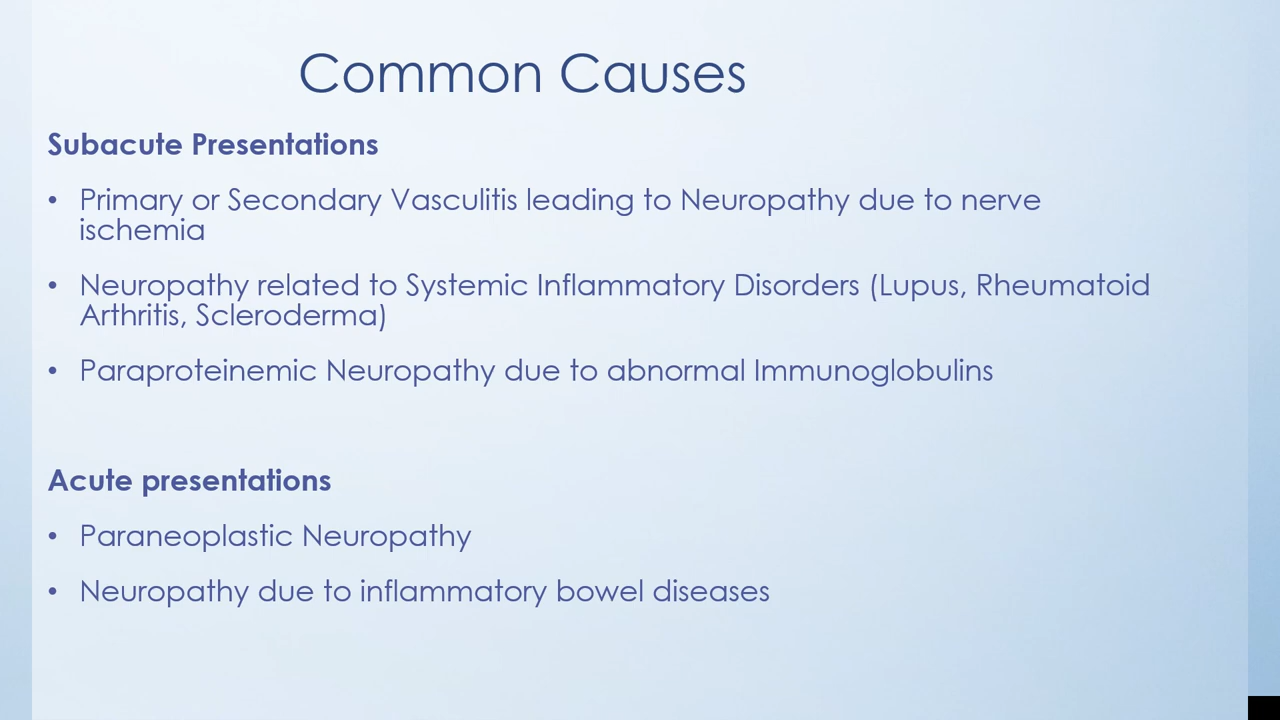 Common Causes
Subacute Presentations
• Primary or Secondary Vasculitis leading to Neuropathy due to nerve
ischemia
• Neuropathy related to Systemic Inflammatory Disorders (Lupus, Rheumatoid
Arthritis, Scleroderma)
• Paraproteinemic Neuropathy due to abnormal Immunoglobulins
Acute presentations
• Paraneoplastic Neuropathy
• Neuropathy due to inflammatory bowel diseases